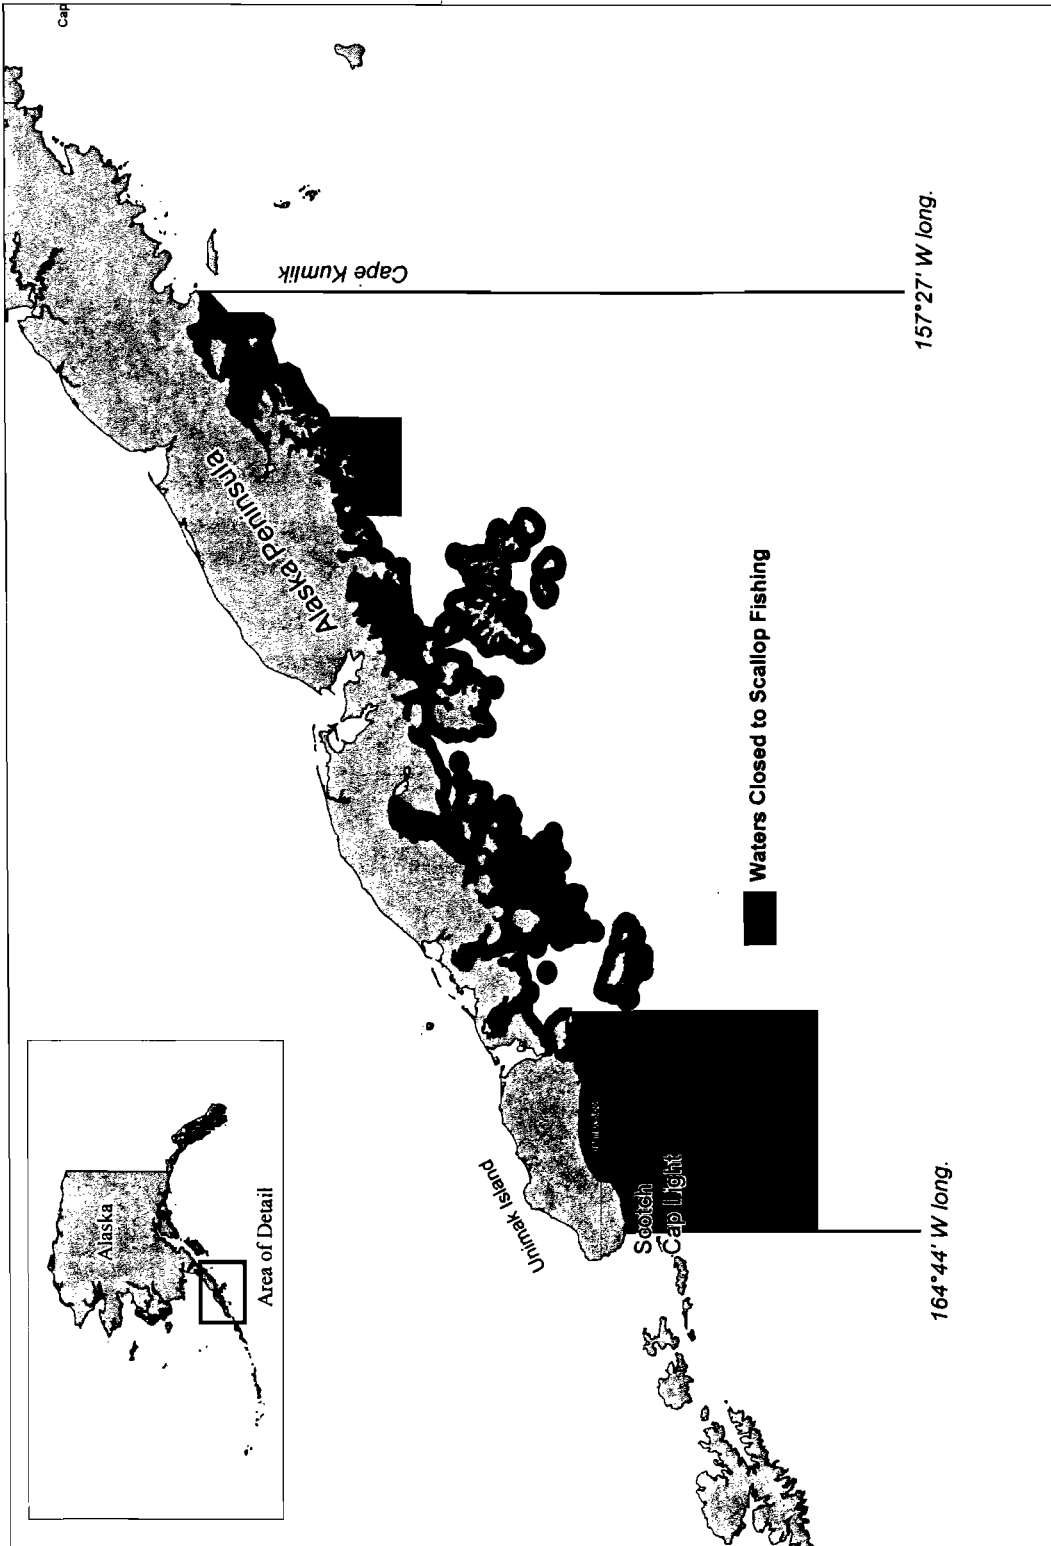 Cap
Alaska
Area of Detail
Alaska Peninsula
Cape Kumlik
Unimak Island
Scotch
Cap Light
Waters Closed to Scallop Fishing
164°44' W long.
157°27' W long.